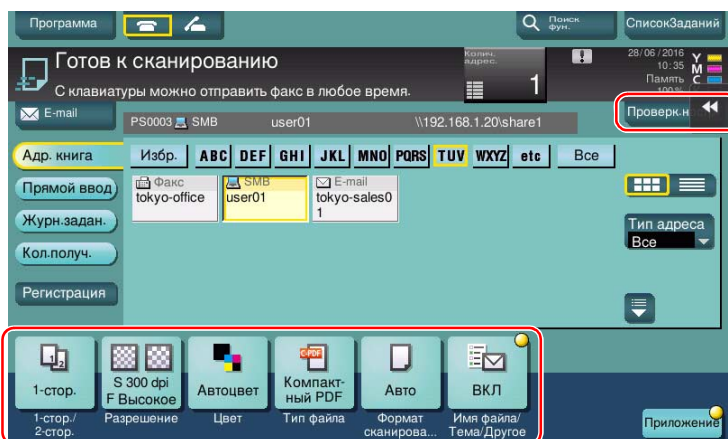 Программа
Поиск фун.
СписокЗаданий
Готов к сканированию
Колич. адрес.
1
28/06/2016
10:35
Память
100%
Y
M
C
С клавиатуры можно отправить факс в любое время.
E-mail
PS0003 SMB user01 \\192.168.1.20\share1
Проверк.н
Адр. книга
Избр. ABC DEF GHI JKL MNO PQRS TUV WXYZ etc Все
Факс
tokyo-office
SMB
user01
E-mail
tokyo-sales0
1
Прямой ввод
Журн.задан.
Кол.получ.
Регистрация
Тип адреса
Все
1-стор.
S 300 dpi
F Высокое
Автоцвет
C-PDF
Компакт-
ный PDF
Авто
ВКЛ
1-стор./
2-стор.
Разрешение
Цвет
Тип файла
Формат
сканирова...
Имя файла/
Тема/Другое
Приложение